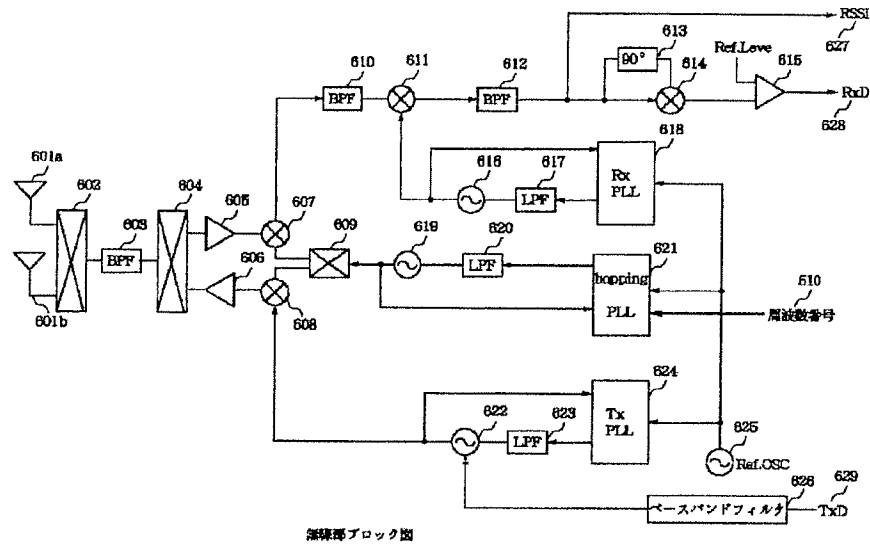 RSSI
627
613
Ref.Leve
90°
614
615
RxD
628
610
611
612
BPF
BPF
618
601a
602
604
616
617
Rx
PLL
LPF
605
607
603
609
619
620
621
BPF
606
LPF
hopping
PLL
510
周波数番号
601b
608
624
622
623
Tx
PLL
625
LPF
Ref.OSC
626
629
ベースバンドフィルタ
TxD
無線部ブロック図